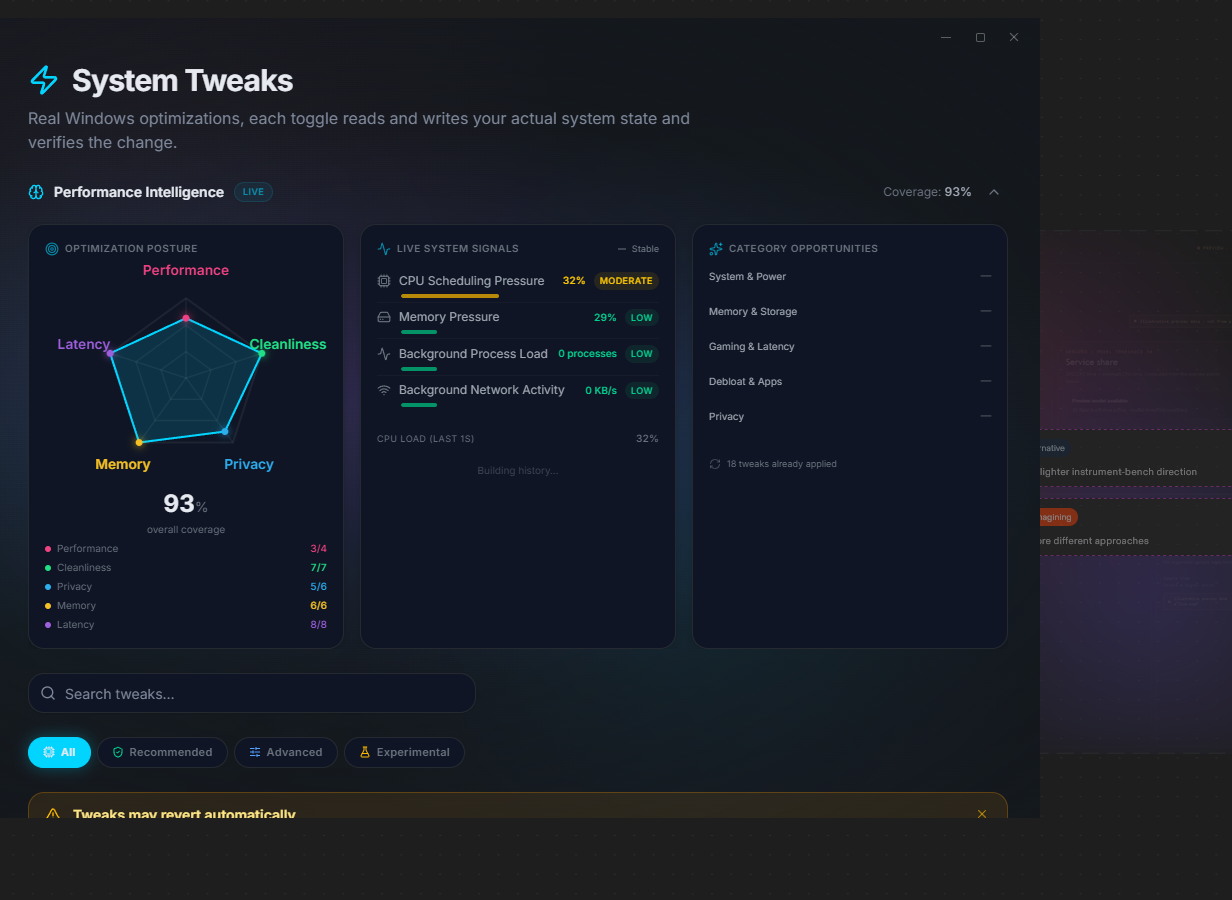 System Tweaks
Real Windows optimizations, each toggle reads and writes your actual system state and
verifies the change.
Performance Intelligence
LIVE
Coverage: 93%
OPTIMIZATION POSTURE
Performance
Latency
Cleanliness
Memory
Privacy
93%
overall coverage
Performance 3/4
Cleanliness 7/7
Privacy 5/6
Memory 6/6
Latency 8/8
LIVE SYSTEM SIGNALS
— Stable
CPU Scheduling Pressure 32% MODERATE
Memory Pressure 29% LOW
Background Process Load 0 processes LOW
Background Network Activity 0 KB/s LOW
CPU LOAD (LAST 1S) 32%
Building history...
CATEGORY OPPORTUNITIES
System & Power —
Memory & Storage —
Gaming & Latency —
Debloat & Apps —
Privacy —
18 tweaks already applied
Search tweaks...
All
Recommended
Advanced
Experimental
Tweaks may revert automatically
Service share
rnative
lighter instrument-bench direction
nagining
ore different approaches